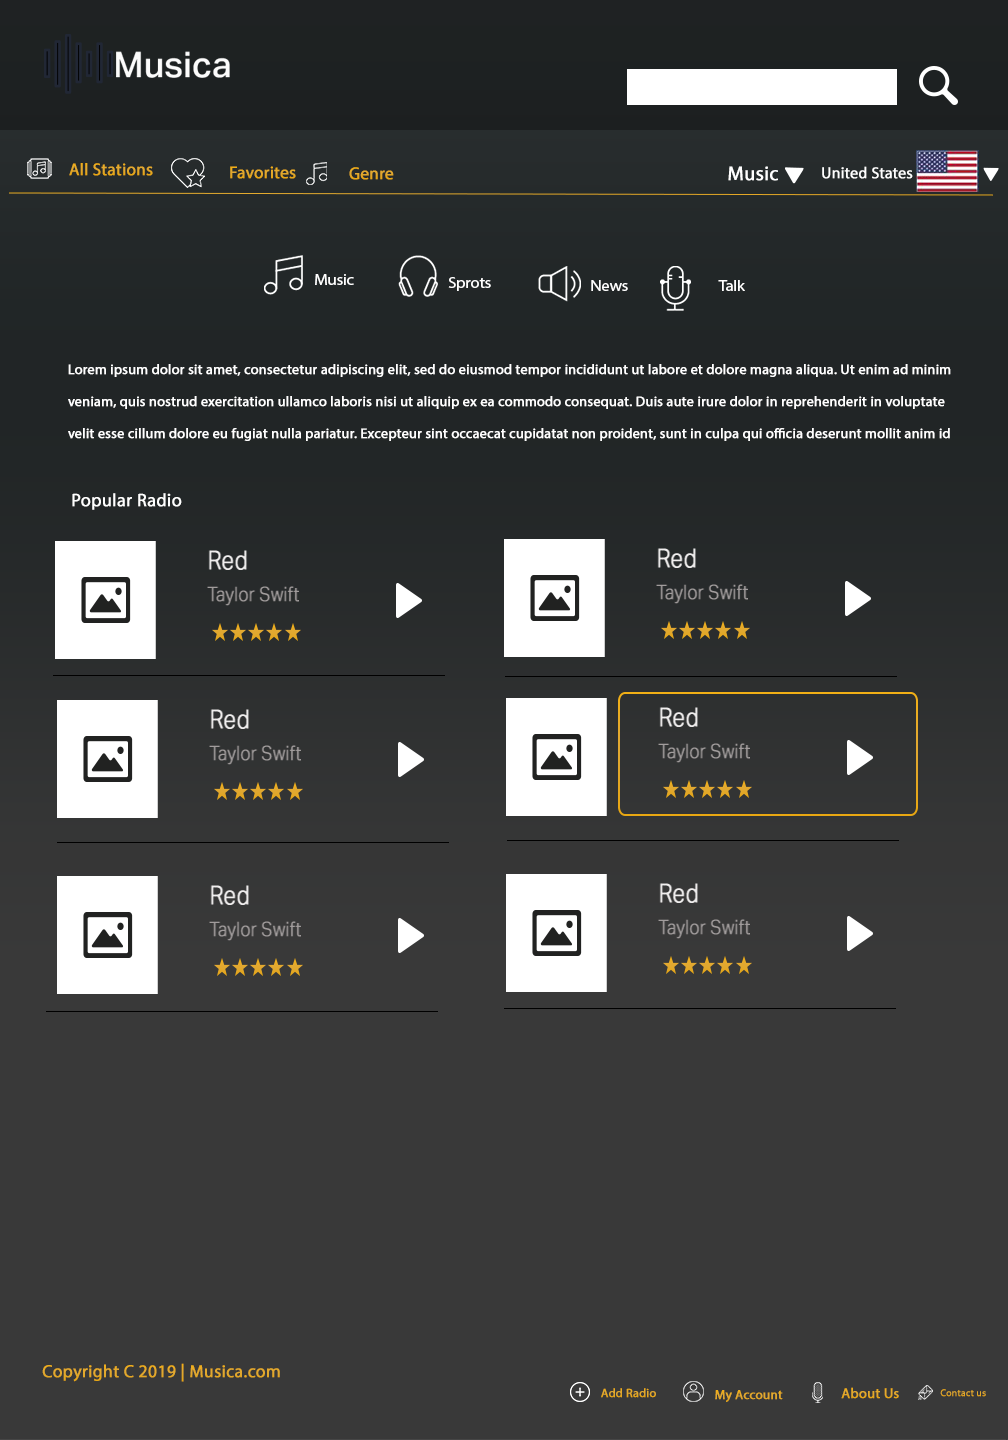 Musica
All Stations Favorites Genre Music United States
Music Sprots News Talk
Lorem ipsum dolor sit amet, consectetur adipiscing elit, sed do eiusmod tempor incididunt ut labore et dolore magna aliqua. Ut enim ad minim
veniam, quis nostrud exercitation ullamco laboris nisi ut aliquip ex ea commodo consequat. Duis aute irure dolor in reprehenderit in voluptate
velit esse cillum dolore eu fugiat nulla pariatur. Excepteur sint occaecat cupidatat non proident, sunt in culpa qui officia deserunt mollit anim id
Popular Radio
Red
Taylor Swift
Red
Taylor Swift
Red
Taylor Swift
Red
Taylor Swift
Red
Taylor Swift
Red
Taylor Swift
Copyright C 2019 | Musica.com
Add Radio My Account About Us Contact us